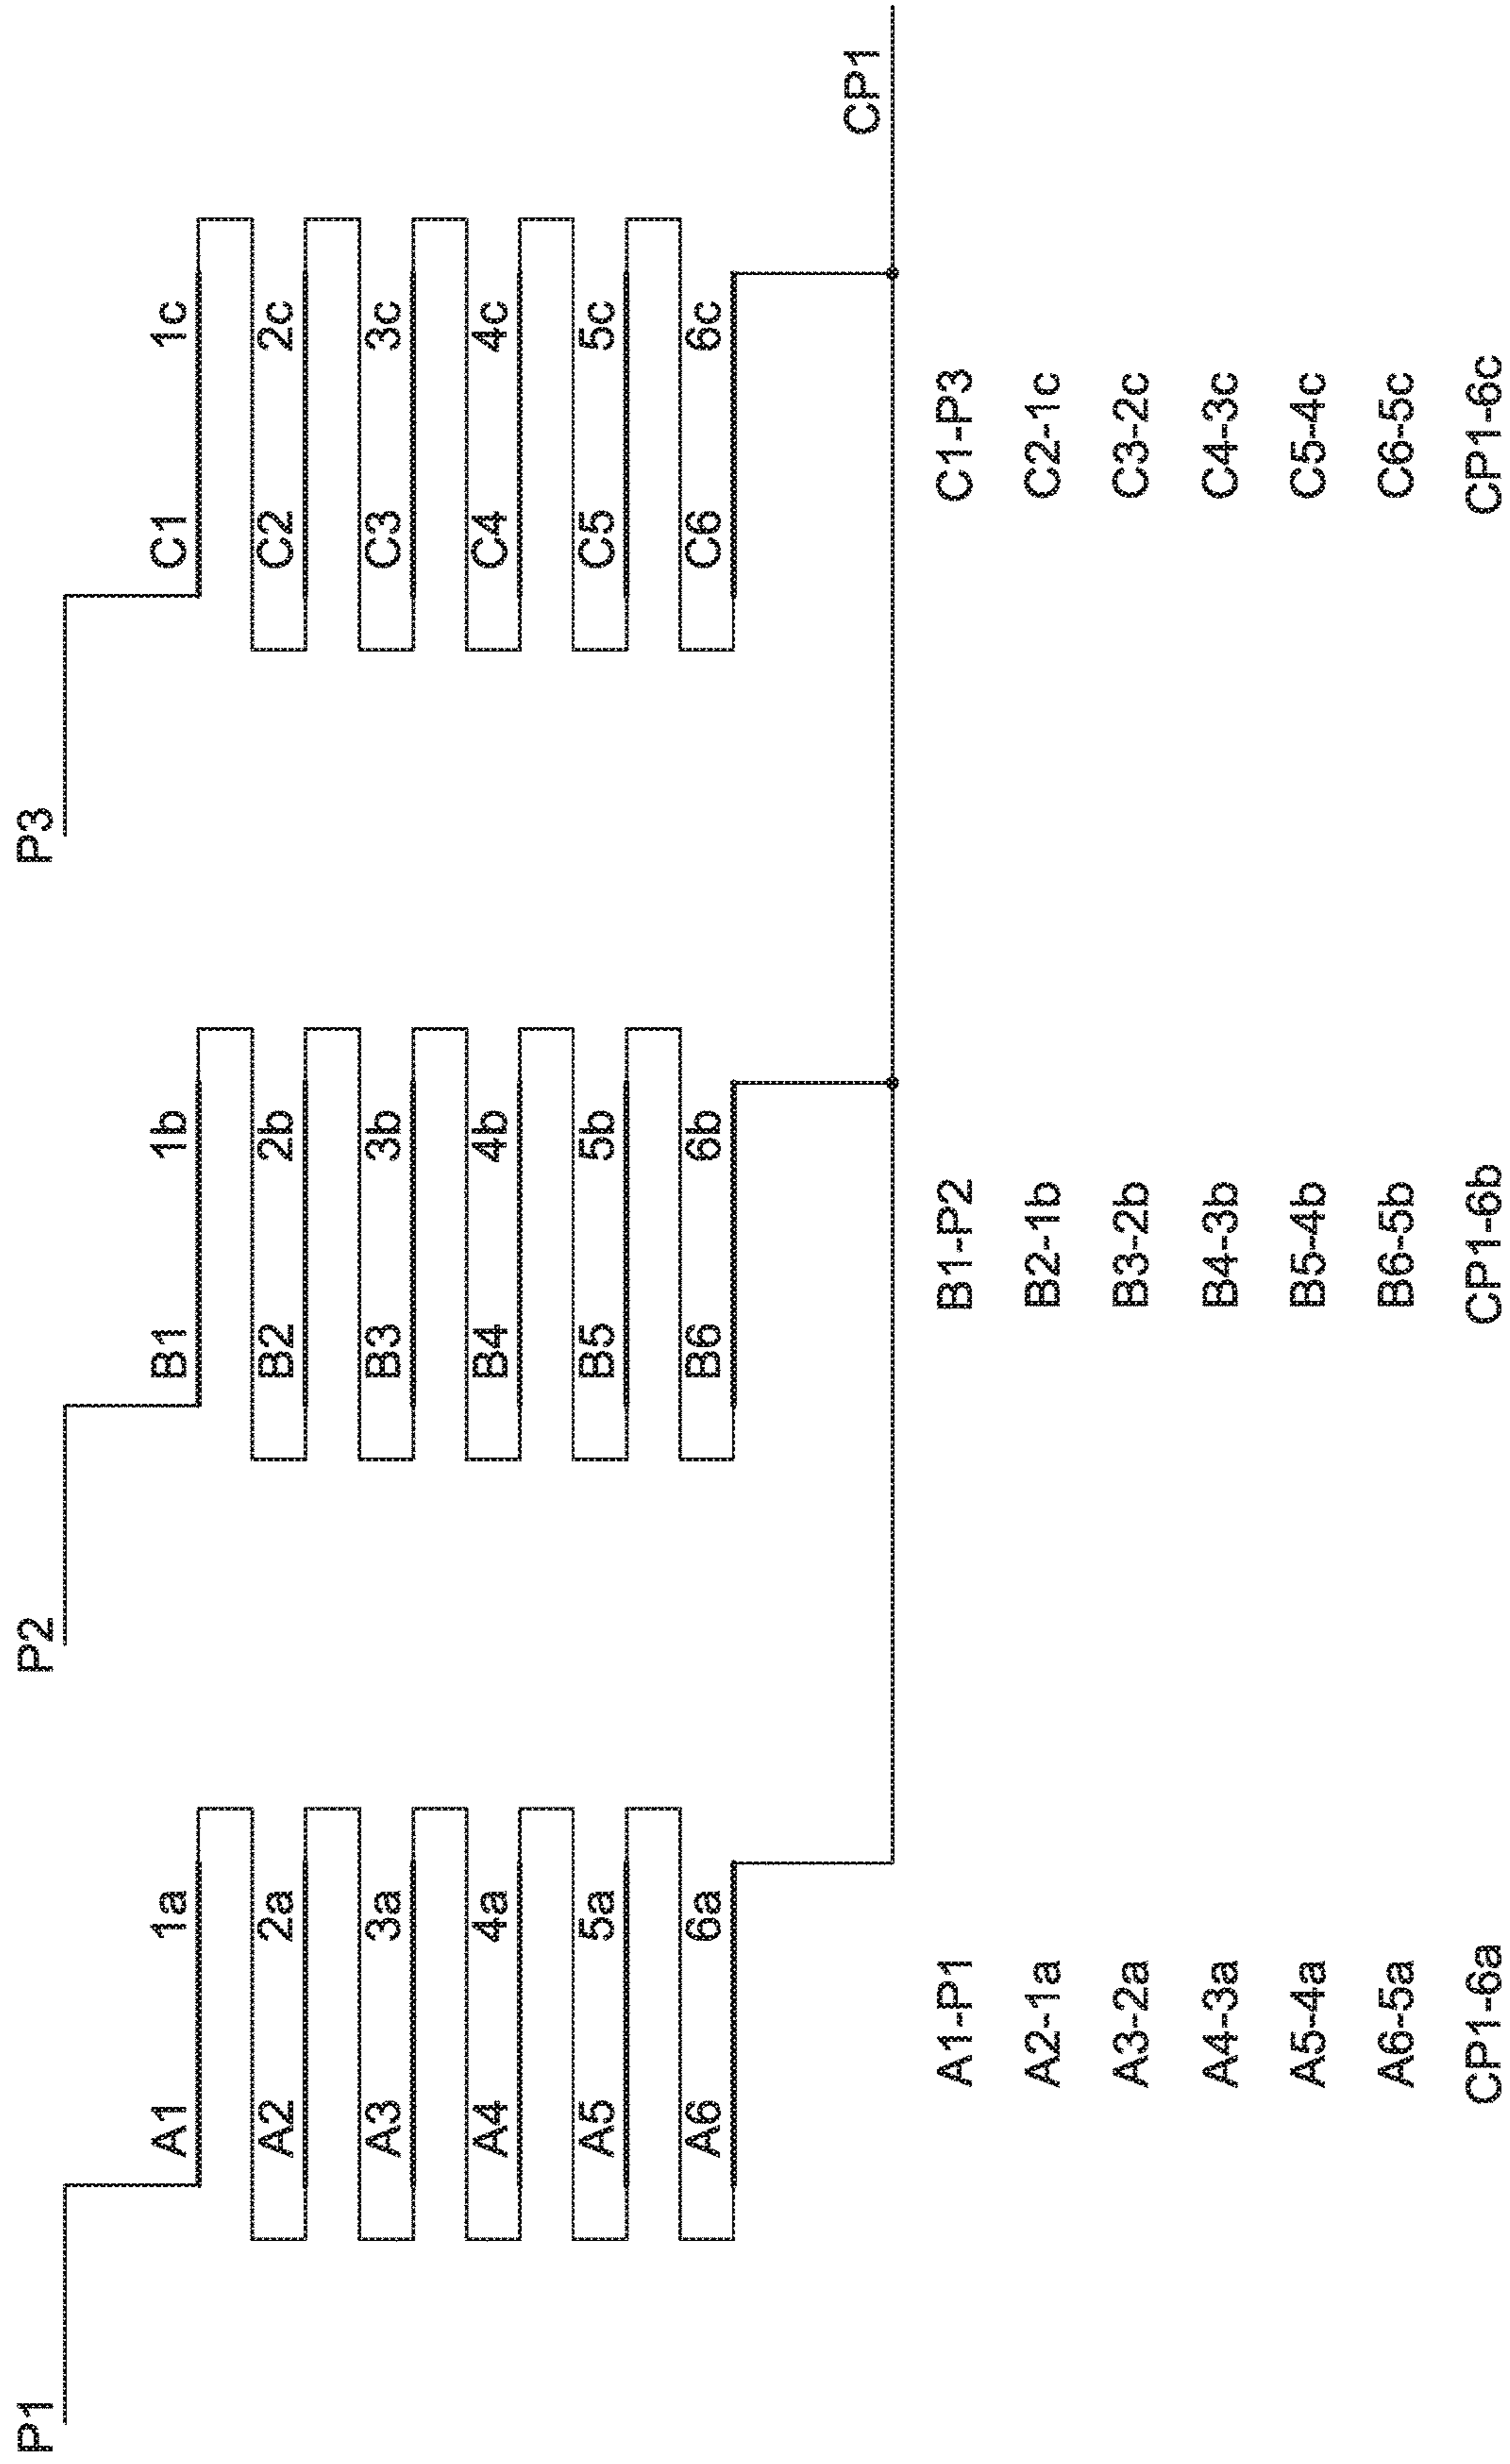 P1 P2 P3
A1 1a B1 1b C1 1c
A2 2a B2 2b C2 2c
A3 3a B3 3b C3 3c
A4 4a B4 4b C4 4c
A5 5a B5 5b C5 5c
A6 6a B6 6b C6 6c
CP1
A1-P1 B1-P2 C1-P3
A2-1a B2-1b C2-1c
A3-2a B3-2b C3-2c
A4-3a B4-3b C4-3c
A5-4a B5-4b C5-4c
A6-5a B6-5b C6-5c
CP1-6a CP1-6b CP1-6c